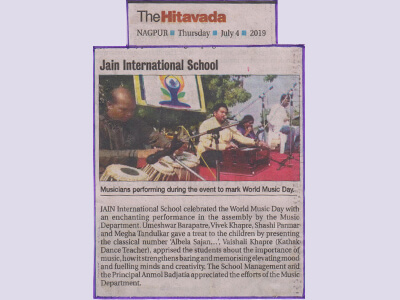 The Hitavada
NAGPUR ■ Thursday ■ July 4 ■ 2019
Jain International School
Musicians performing during the event to mark World Music Day.
JAIN International School celebrated the World Music Day with
an enchanting performance in the assembly by the Music
Department. Umeshwar Barapatre, Vivek Khapre, Shashi Parmar
and Megha Tandulkar gave a treat to the children by presenting
the classical number 'Albela Sajan,..'. Vaishali Khapre (Kathak
Dance Teacher), apprised the students about the importance of
music, how it strengthens baring and memorising elevating mood
and fuelling minds and creativity. The School Management and
the Principal Anmol Badjatia appreciated the efforts of the Music
Department.